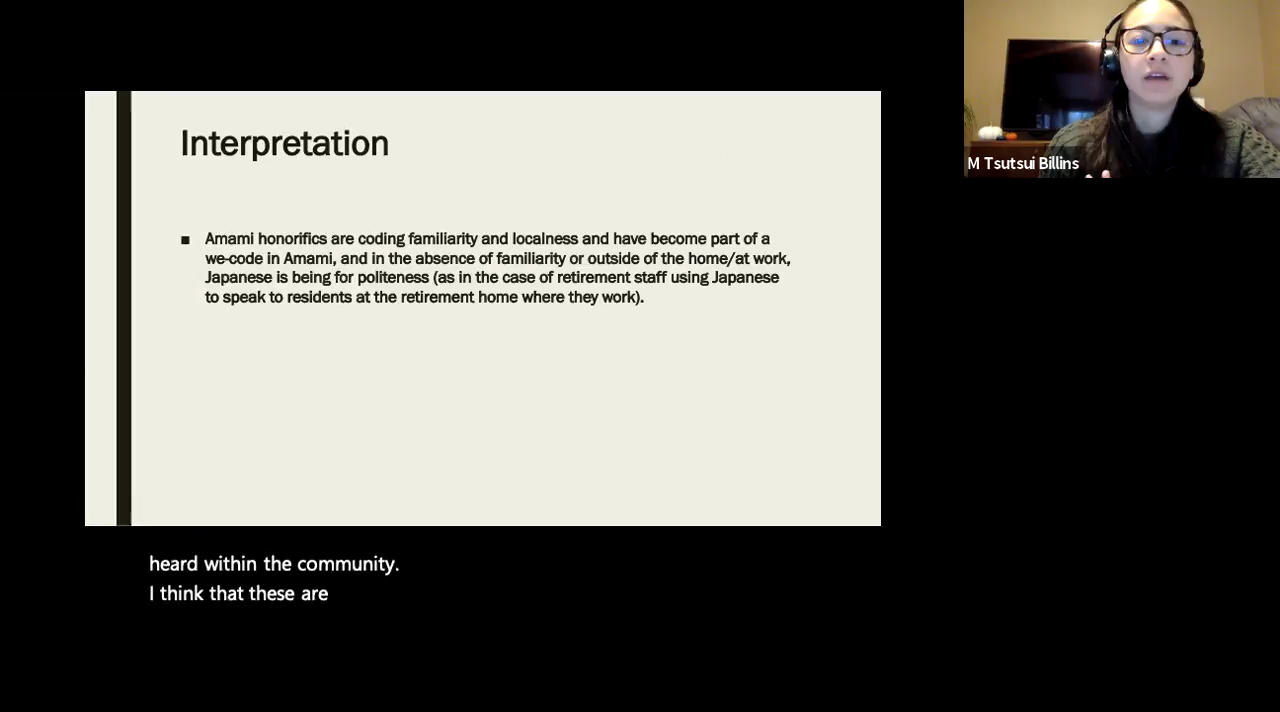 Interpretation
■ Amami honorifics are coding familiarity and localness and have become part of a
we-code in Amami, and in the absence of familiarity or outside of the home/at work,
Japanese is being for politeness (as in the case of retirement staff using Japanese
to speak to residents at the retirement home where they work).
M Tsutsui Billins
heard within the community.
I think that these are